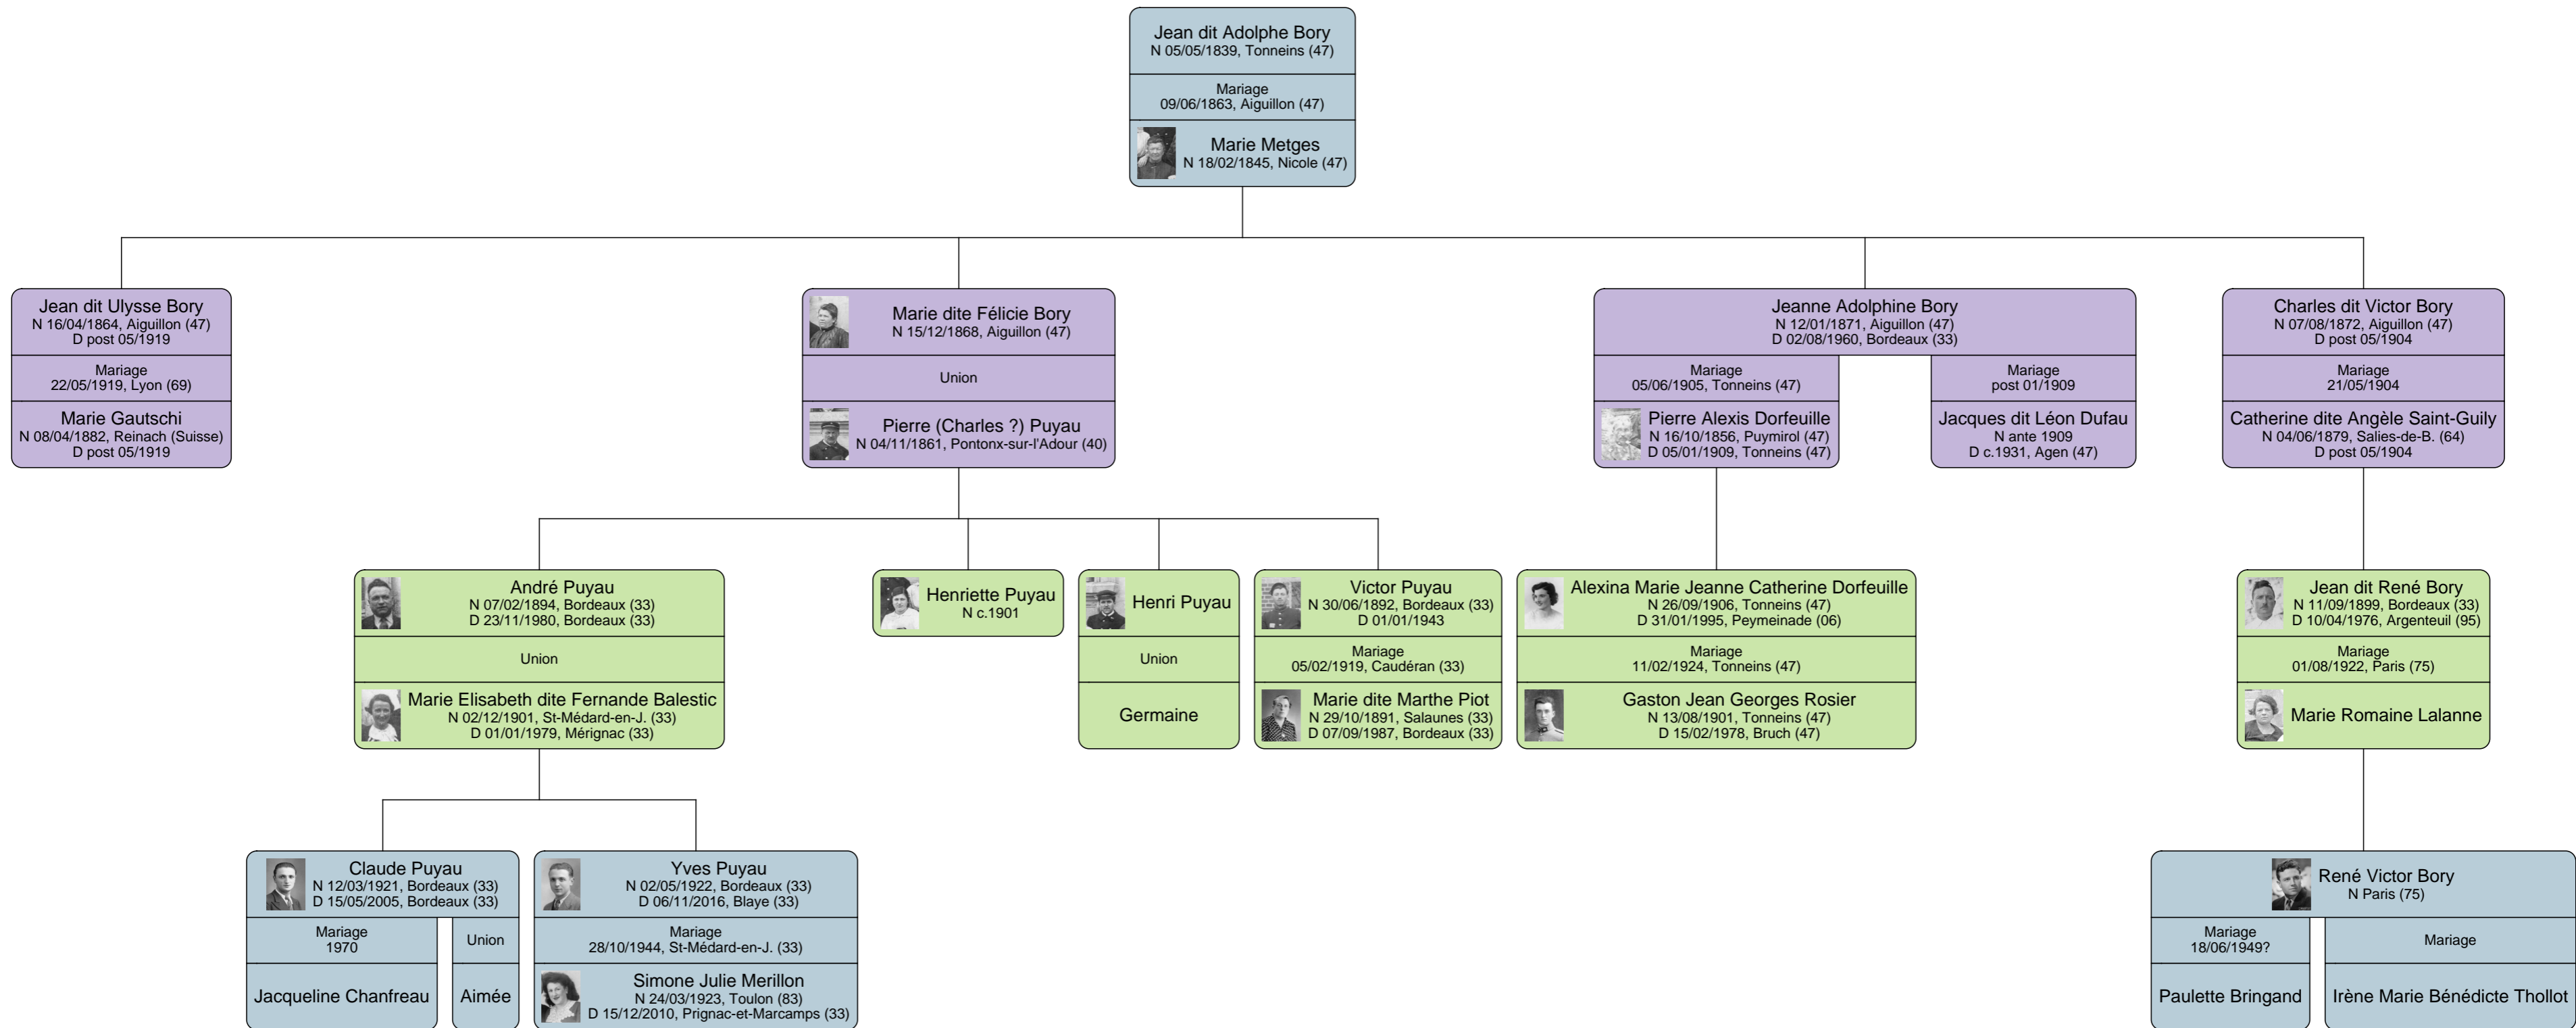 Jean dit Adolphe Bory
N 05/05/1839, Tonneins (47)
Mariage
09/06/1863, Aiguillon (47)
Marie Metges
N 18/02/1845, Nicole (47)
Jean dit Ulysse Bory
N 16/04/1864, Aiguillon (47)
D post 05/1919
Mariage
22/05/1919, Lyon (69)
Marie Gautschi
N 08/04/1882, Reinach (Suisse)
D post 05/1919
Marie dite Félicie Bory
N 15/12/1868, Aiguillon (47)
Union
Pierre (Charles ?) Puyau
N 04/11/1861, Pontonx-sur-l'Adour (40)
Jeanne Adolphine Bory
N 12/01/1871, Aiguillon (47)
D 02/08/1960, Bordeaux (33)
Mariage
05/06/1905, Tonneins (47)
Pierre Alexis Dorfeuille
N 16/10/1856, Puymirol (47)
D 05/01/1909, Tonneins (47)
Mariage
post 01/1909
Jacques dit Léon Dufau
N ante 1909
D c.1931, Agen (47)
Charles dit Victor Bory
N 07/08/1872, Aiguillon (47)
D post 05/1904
Mariage
21/05/1904
Catherine dite Angèle Saint-Guily
N 04/06/1879, Salies-de-B. (64)
D post 05/1904
André Puyau
N 07/02/1894, Bordeaux (33)
D 23/11/1980, Bordeaux (33)
Union
Marie Elisabeth dite Fernande Balestic
N 02/12/1901, St-Médard-en-J. (33)
D 01/01/1979, Mérignac (33)
Henriette Puyau
N c.1901
Henri Puyau
Union
Germaine
Victor Puyau
N 30/06/1892, Bordeaux (33)
D 01/01/1943
Mariage
05/02/1919, Caudéran (33)
Marie dite Marthe Piot
N 29/10/1891, Salaunes (33)
D 07/09/1987, Bordeaux (33)
Alexina Marie Jeanne Catherine Dorfeuille
N 26/09/1906, Tonneins (47)
D 31/01/1995, Peymeinade (06)
Mariage
11/02/1924, Tonneins (47)
Gaston Jean Georges Rosier
N 13/08/1901, Tonneins (47)
D 15/02/1978, Bruch (47)
Jean dit René Bory
N 11/09/1899, Bordeaux (33)
D 10/04/1976, Argenteuil (95)
Mariage
01/08/1922, Paris (75)
Marie Romaine Lalanne
Claude Puyau
N 12/03/1921, Bordeaux (33)
D 15/05/2005, Bordeaux (33)
Mariage
1970
Jacqueline Chanfreau
Union
Aimée
Yves Puyau
N 02/05/1922, Bordeaux (33)
D 06/11/2016, Blaye (33)
Mariage
28/10/1944, St-Médard-en-J. (33)
Simone Julie Merillon
N 24/03/1923, Toulon (83)
D 15/12/2010, Prignac-et-Marcamps (33)
René Victor Bory
N Paris (75)
Mariage
18/06/1949?
Paulette Bringand
Mariage
Irène Marie Bénédicte Thollot